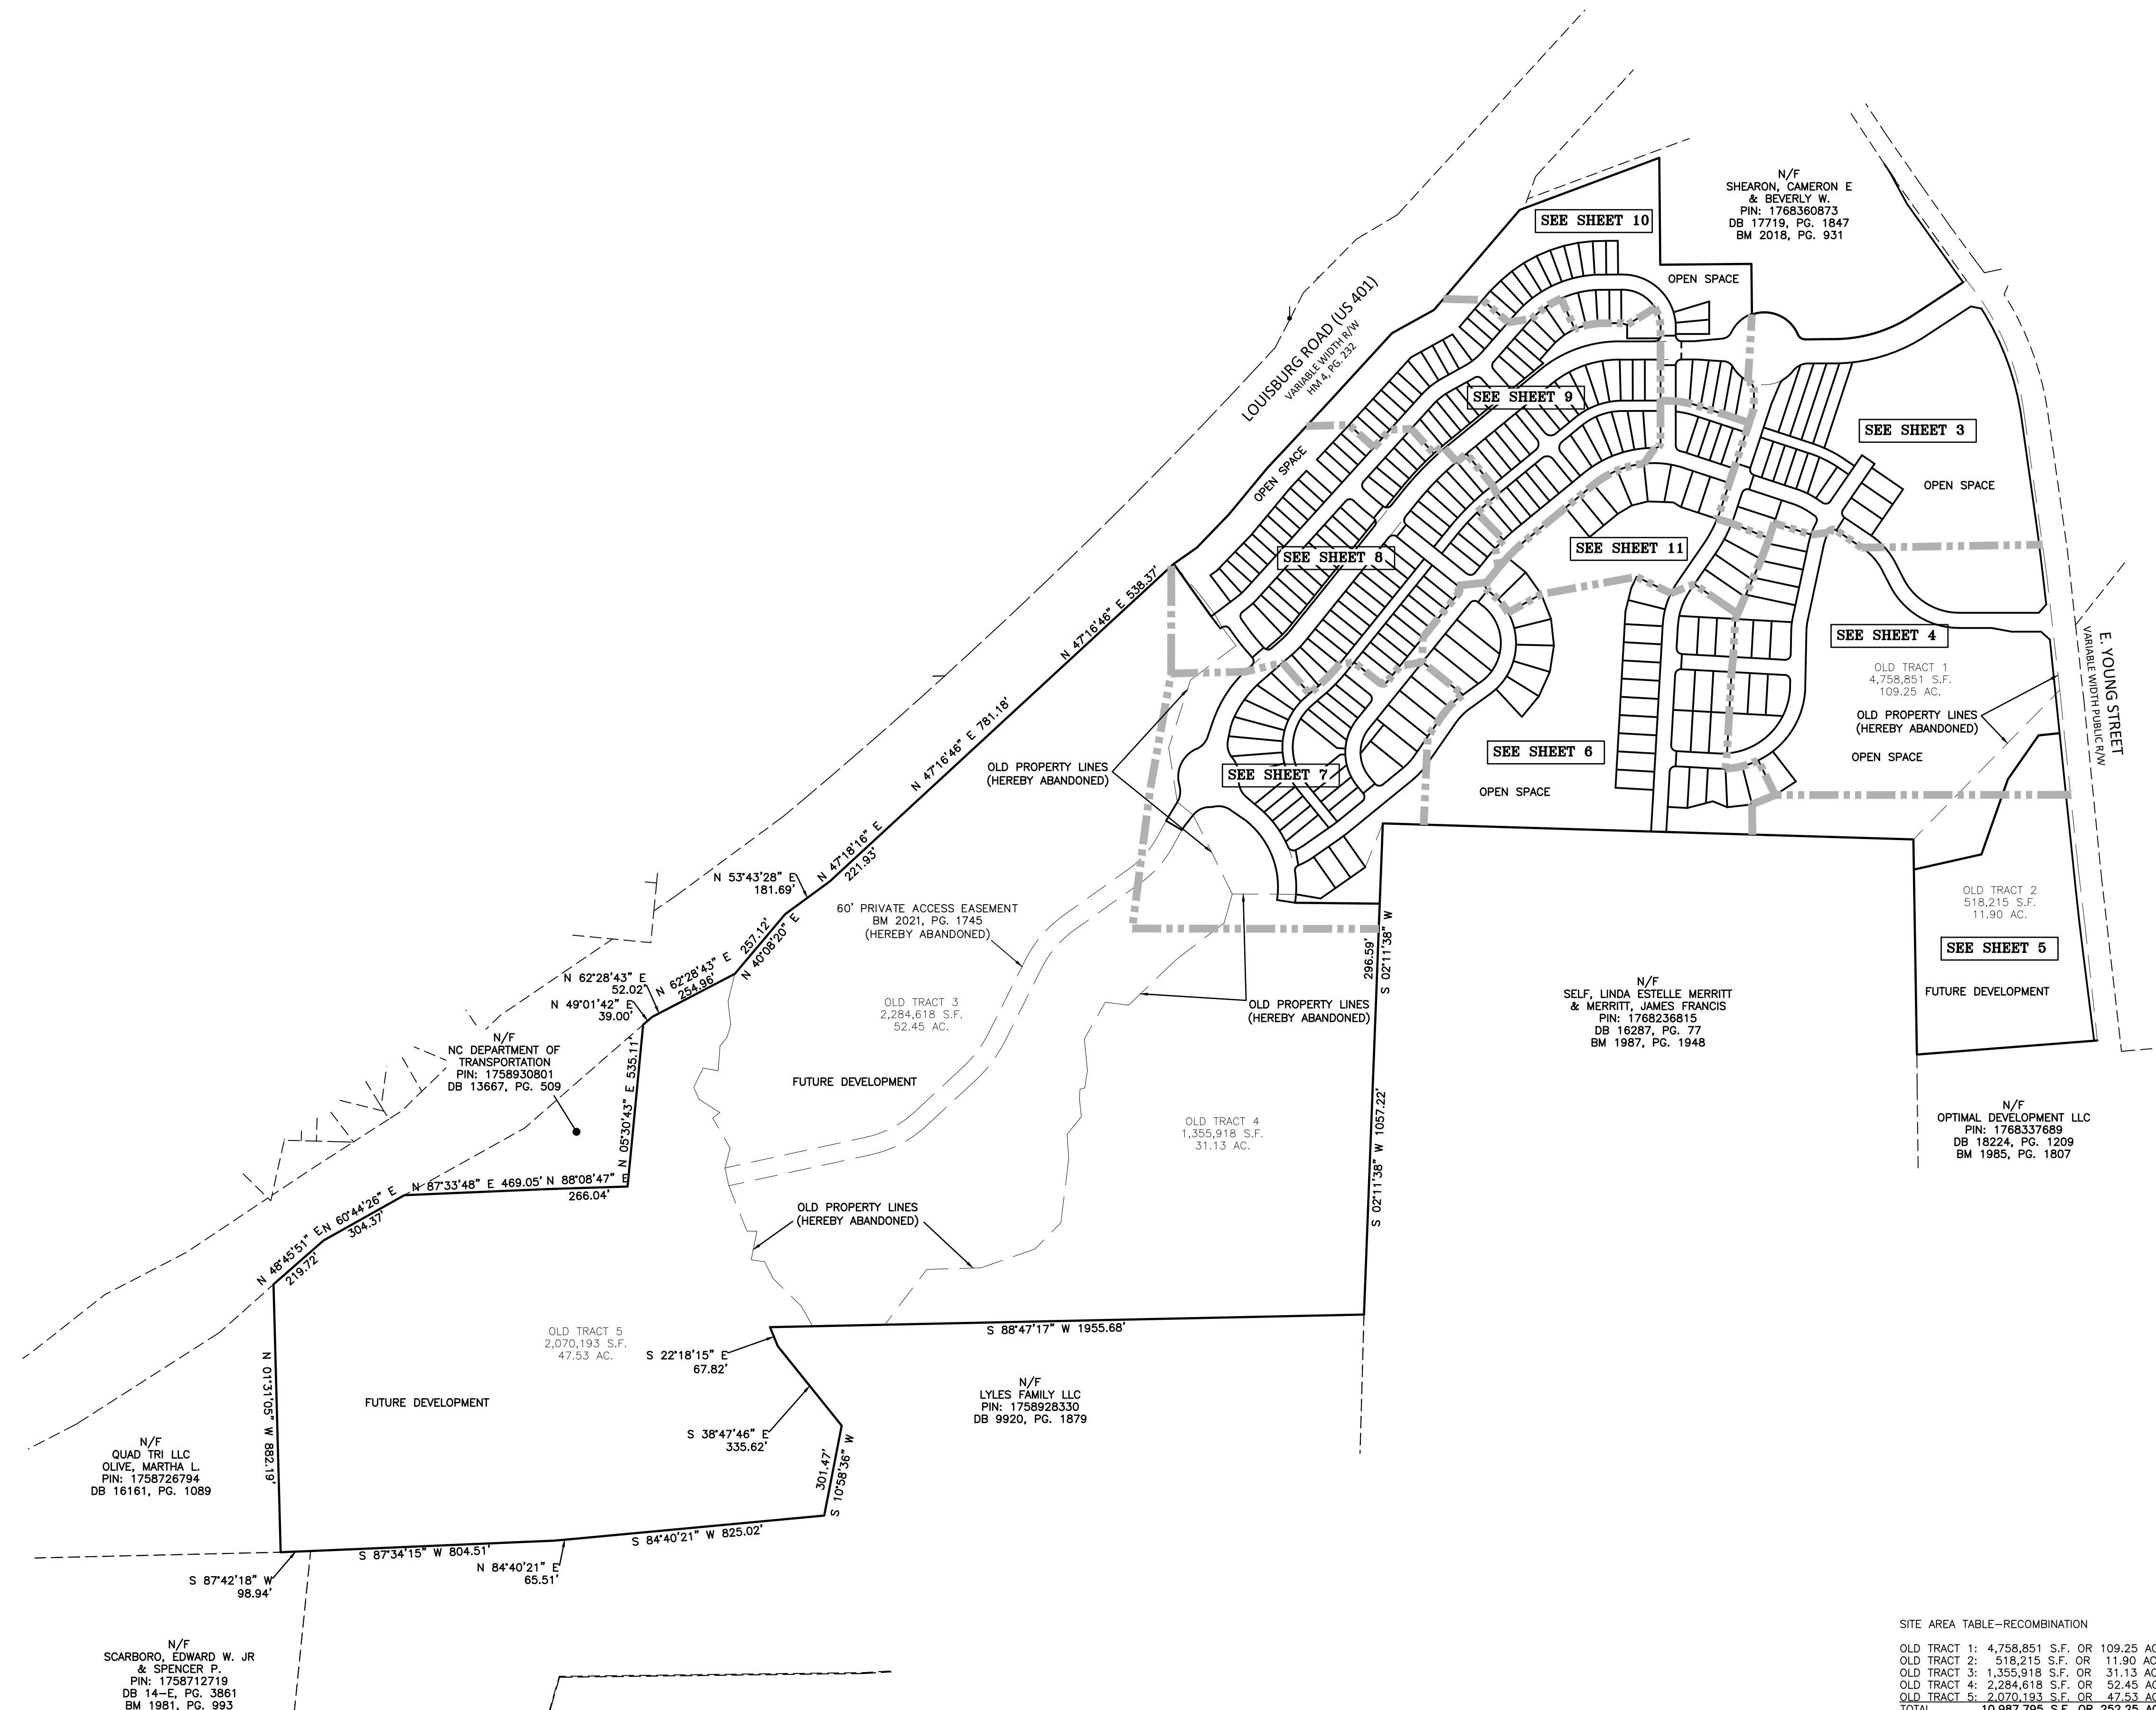 N/F
SHEARON, CAMERON E
& BEVERLY W.
PIN: 1768360873
DB 17719, PG. 1847
BM 2018, PG. 931
SEE SHEET 10
OPEN SPACE
LOUISBURG ROAD (US 401)
VARIABLE WIDTH R/W
HM 4, PG. 232
SEE SHEET 9
SEE SHEET 3
OPEN SPACE
OPEN SPACE
SEE SHEET 8
SEE SHEET 11
SEE SHEET 4
OLD TRACT 1
4,758,851 S.F.
109.25 AC.
OLD PROPERTY LINES
(HEREBY ABANDONED)
OPEN SPACE
E. YOUNG STREET
VARIABLE WIDTH PUBLIC R/W
N 47°16'46" E 538.37'
N 47°16'46" E 781.18'
OLD PROPERTY LINES
(HEREBY ABANDONED)
SEE SHEET 7
SEE SHEET 6
OPEN SPACE
N 47°18'16" E
221.93'
N 53°43'28" E
181.69'
60' PRIVATE ACCESS EASEMENT
BM 2021, PG. 1745
(HEREBY ABANDONED)
257.12'
N 40°08'20" E
N 62°28'43" E
254.96'
N 62°28'43" E
52.02'
N 49°01'42" E
39.00'
OLD TRACT 2
518,215 S.F.
11.90 AC.
SEE SHEET 5
FUTURE DEVELOPMENT
296.59'
S 02°11'38" W
OLD PROPERTY LINES
(HEREBY ABANDONED)
OLD TRACT 3
2,284,618 S.F.
52.45 AC.
FUTURE DEVELOPMENT
N/F
SELF, LINDA ESTELLE MERRITT
& MERRITT, JAMES FRANCIS
PIN: 1768236815
DB 16287, PG. 77
BM 1987, PG. 1948
N/F
NC DEPARTMENT OF
TRANSPORTATION
PIN: 1758930801
DB 13667, PG. 509
N 05°30'43" E 535.11'
OLD TRACT 4
1,355,918 S.F.
31.13 AC.
S 02°11'38" W 1057.22'
N/F
OPTIMAL DEVELOPMENT LLC
PIN: 1768337689
DB 18224, PG. 1209
BM 1985, PG. 1807
N 87°33'48" E 469.05'
N 88°08'47" E
266.04'
N 60°44'26" E
304.37'
N 48°45'51" E
219.72'
OLD PROPERTY LINES
(HEREBY ABANDONED)
OLD TRACT 5
2,070,193 S.F.
47.53 AC.
FUTURE DEVELOPMENT
S 22°18'15" E
67.82'
S 88°47'17" W 1955.68'
N/F
LYLES FAMILY LLC
PIN: 1758928330
DB 9920, PG. 1879
S 38°47'46" E
335.62'
301.47'
S 10°58'36" W
N 01°31'05" W 882.19'
N/F
QUAD TRI LLC
OLIVE, MARTHA L.
PIN: 1758726794
DB 16161, PG. 1089
S 84°40'21" W 825.02'
S 87°34'15" W 804.51'
N 84°40'21" E
65.51'
S 87°42'18" W
98.94'
N/F
SCARBORO, EDWARD W. JR
& SPENCER P.
PIN: 1758712719
DB 14-E, PG. 3861
BM 1981, PG. 993
SITE AREA TABLE-RECOMBINATION
OLD TRACT 1: 4,758,851 S.F. OR 109.25 AC
OLD TRACT 2: 518,215 S.F. OR 11.90 AC
OLD TRACT 3: 1,355,918 S.F. OR 31.13 AC
OLD TRACT 4: 2,284,618 S.F. OR 52.45 AC
OLD TRACT 5: 2,070,193 S.F. OR 47.53 AC
TOTAL 10,987,795 S.F. OR 252.25 AC